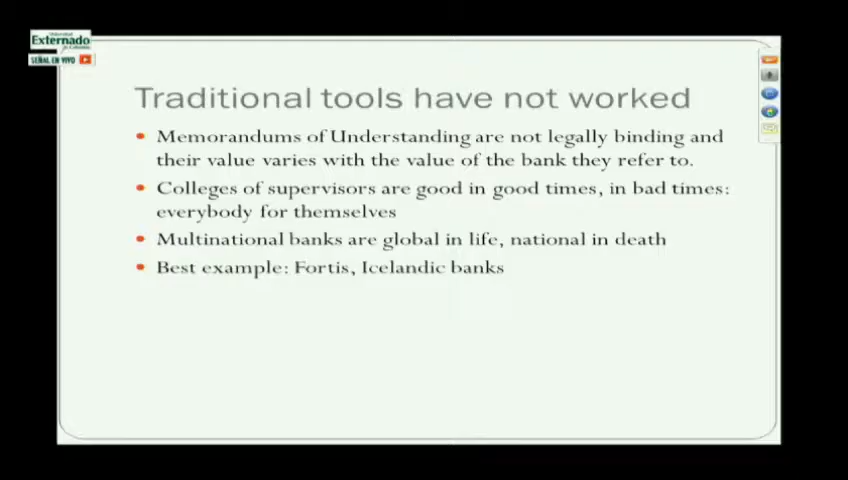 Universidad
Externado
de Colombia
SEÑAL EN VIVO
Traditional tools have not worked
Memorandums of Understanding are not legally binding and
their value varies with the value of the bank they refer to.
Colleges of supervisors are good in good times, in bad times:
everybody for themselves
Multinational banks are global in life, national in death
Best example: Fortis, Icelandic banks